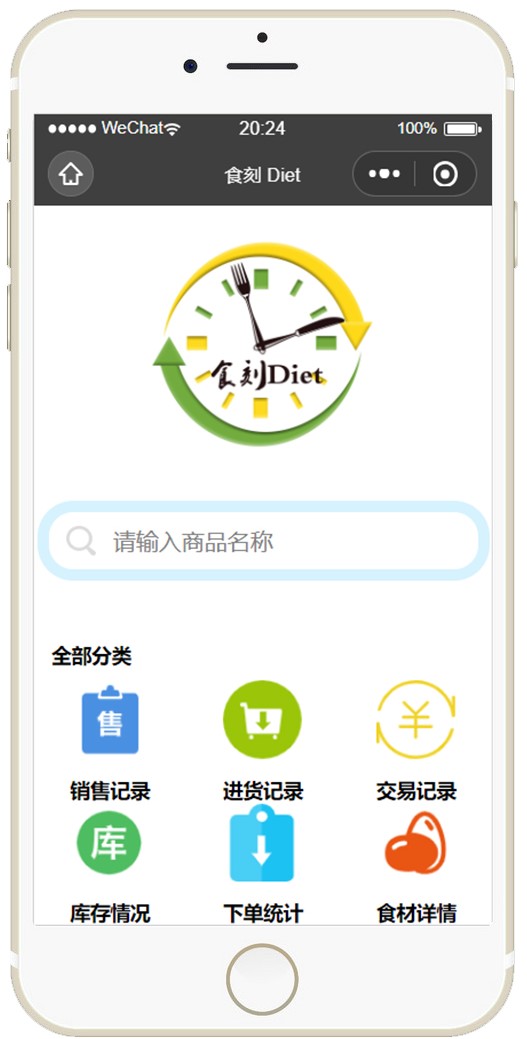 WeChat 20:24 100%
食刻 Diet
食刻Diet
请输入商品名称
全部分类
售
¥
销售记录 进货记录 交易记录
库
库存情况 下单统计 食材详情